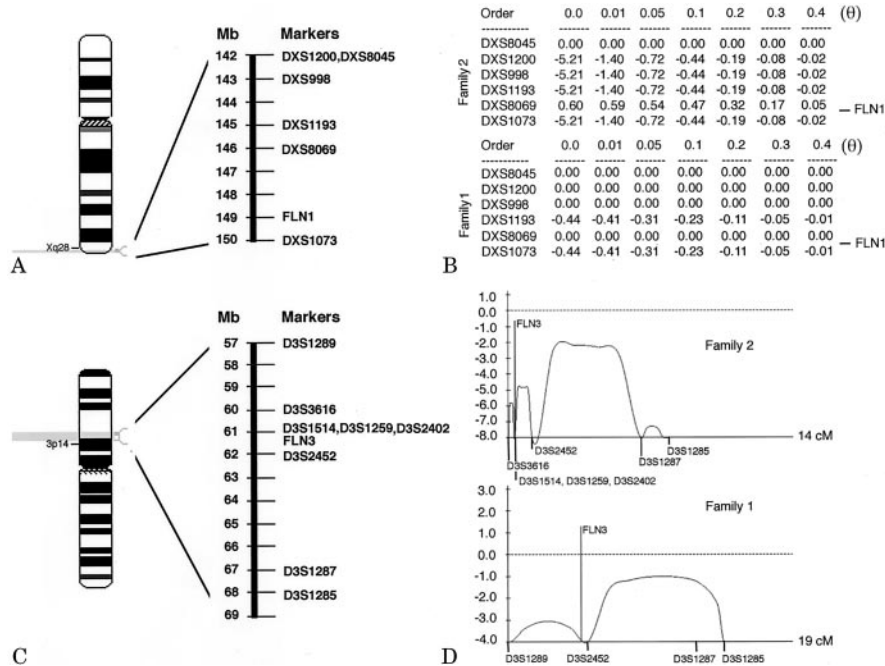 Mb Markers
142 DXS1200,DXS8045
143 DXS998
144
145 DXS1193
146 DXS8069
147
148
149 FLN1
150 DXS1073
Xq28
A
Order 0.0 0.01 0.05 0.1 0.2 0.3 0.4 (θ)
Family 2
DXS8045 0.00 0.00 0.00 0.00 0.00 0.00 0.00
DXS1200 -5.21 -1.40 -0.72 -0.44 -0.19 -0.08 -0.02
DXS998 -5.21 -1.40 -0.72 -0.44 -0.19 -0.08 -0.02
DXS1193 -5.21 -1.40 -0.72 -0.44 -0.19 -0.08 -0.02
DXS8069 0.60 0.59 0.54 0.47 0.32 0.17 0.05
FLN1
DXS1073 -5.21 -1.40 -0.72 -0.44 -0.19 -0.08 -0.02
Order 0.0 0.01 0.05 0.1 0.2 0.3 0.4 (θ)
Family 1
DXS8045 0.00 0.00 0.00 0.00 0.00 0.00 0.00
DXS1200 0.00 0.00 0.00 0.00 0.00 0.00 0.00
DXS998 0.00 0.00 0.00 0.00 0.00 0.00 0.00
DXS1193 -0.44 -0.41 -0.31 -0.23 -0.11 -0.05 -0.01
DXS8069 0.00 0.00 0.00 0.00 0.00 0.00 0.00
FLN1
DXS1073 -0.44 -0.41 -0.31 -0.23 -0.11 -0.05 -0.01
B
Mb Markers
57 D3S1289
58
59
60 D3S3616
61 D3S1514,D3S1259,D3S2402
FLN3
62 D3S2452
63
64
65
66
67 D3S1287
68 D3S1285
69
3p14
C
1.0
0.0
-1.0
-2.0
-3.0
-4.0
-5.0
-6.0
-7.0
-8.0
FLN3
Family 2
14 cM
D3S2452
D3S1285
D3S1287
D3S3616
D3S1514, D3S1259, D3S2402
3.0
2.0
1.0
0.0
-1.0
-2.0
-3.0
-4.0
FLN3
Family 1
19 cM
D3S1289 D3S2452 D3S1287 D3S1285
D